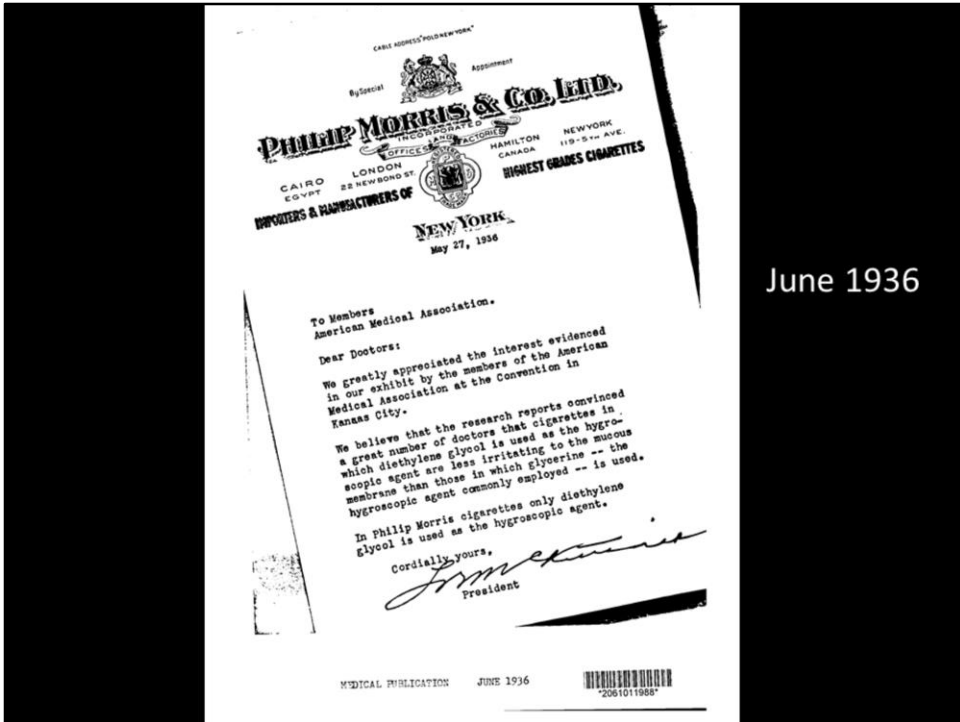 CABLE ADDRESS "POLO NEW YORK"
By Special Appointment
PHILIP MORRIS & CO. LTD.
INCORPORATED
OFFICES AND FACTORIES
CAIRO
EGYPT
LONDON
22 NEW BOND ST.
HAMILTON
CANADA
NEW YORK
119-5TH AVE.
IMPORTERS & MANUFACTURERS OF
HIGHEST GRADES CIGARETTES
NEW YORK
May 27, 1936
June 1936
To Members
American Medical Association.
Dear Doctors:
We greatly appreciated the interest evidenced
in our exhibit by the members of the American
Medical Association at the Convention in
Kansas City.
We believe that the research reports convinced
a great number of doctors that cigarettes in
which diethylene glycol is used as the hygro-
scopic agent are less irritating to the mucous
membrane than those in which glycerine -- the
hygroscopic agent commonly employed -- is used.
In Philip Morris cigarettes only diethylene
glycol is used as the hygroscopic agent.
Cordially yours,
President
MEDICAL PUBLICATION JUNE 1936
*2061011988*